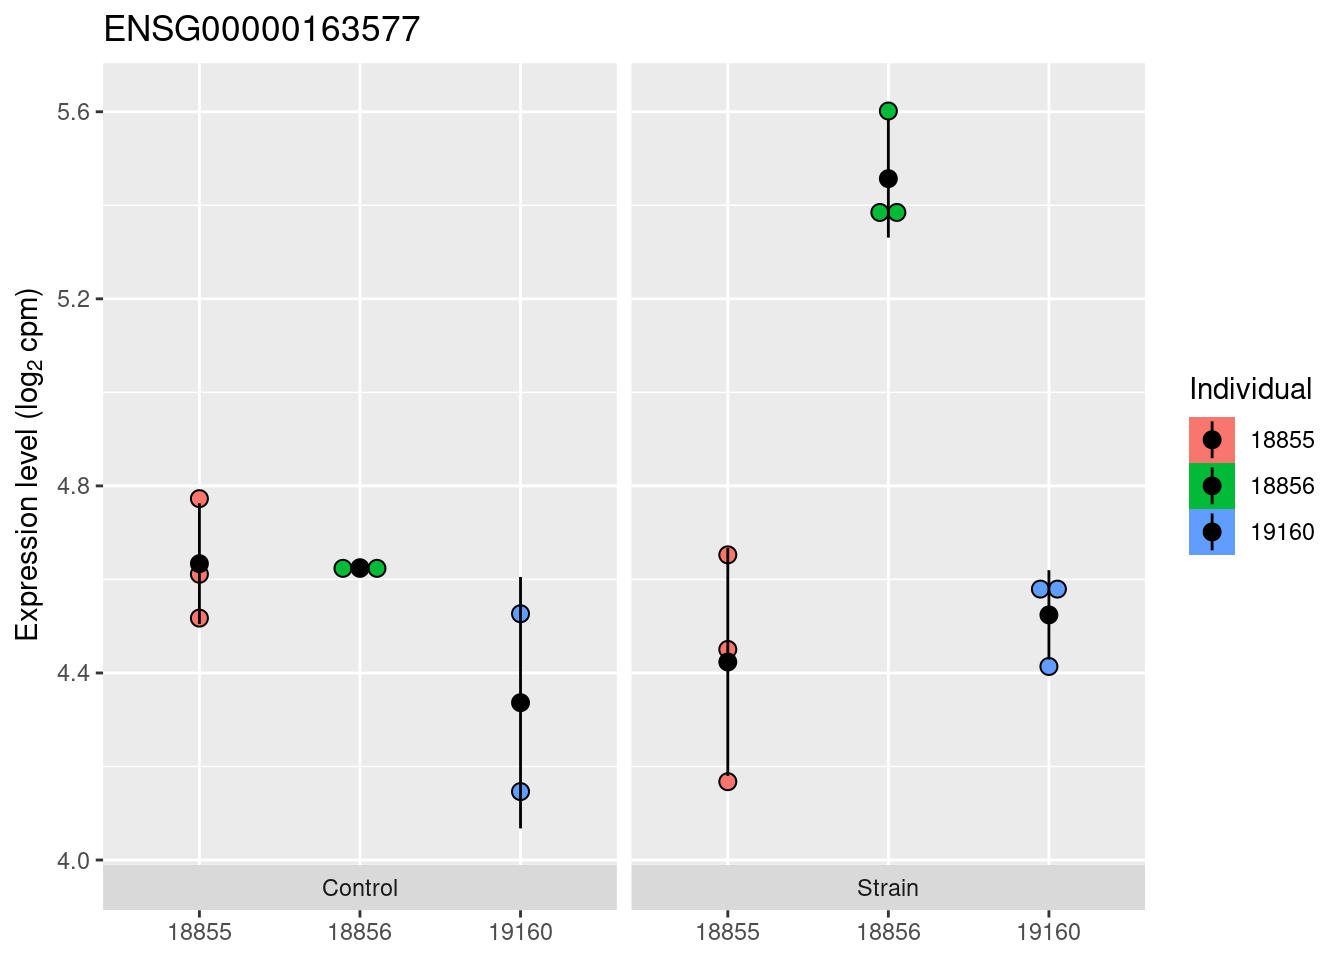 ENSG00000163577
Expression level (log₂ cpm)
5.6
5.2
4.8
4.4
4.0
Control
Strain
18855
18856
19160
18855
18856
19160
Individual
18855
18856
19160